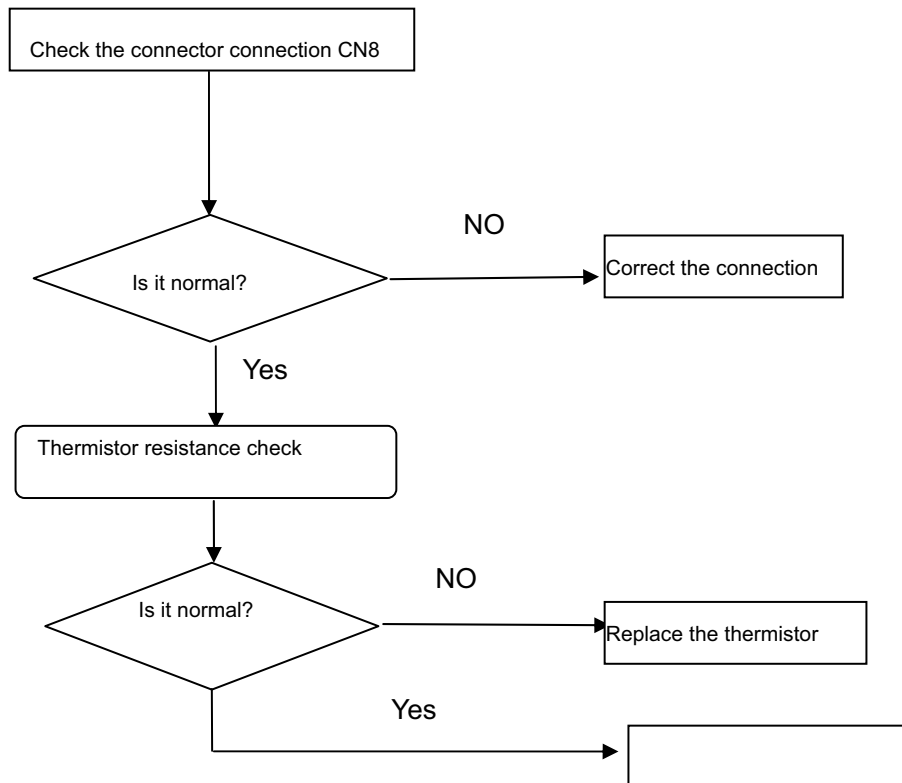 Check the connector connection CN8
NO
Is it normal?
Correct the connection
Yes
Thermistor resistance check
NO
Is it normal?
Replace the thermistor
Yes